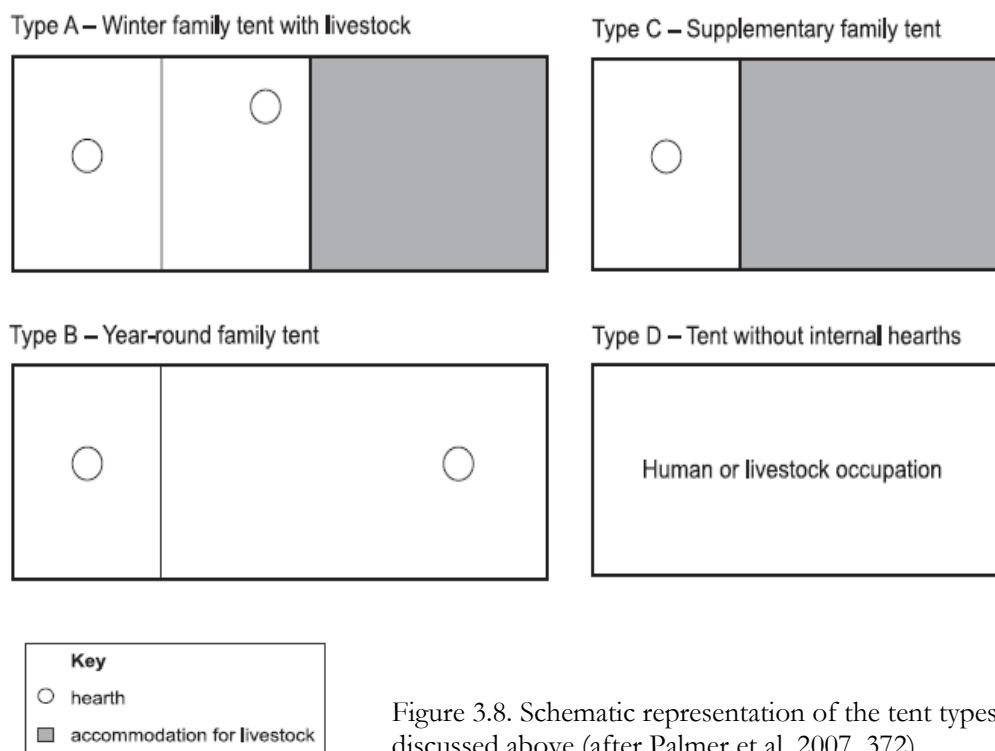 Type A – Winter family tent with livestock
Type C – Supplementary family tent
Type B – Year-round family tent
Type D – Tent without internal hearths
Human or livestock occupation
Key
hearth
accommodation for livestock
Figure 3.8. Schematic representation of the tent types
discussed above (after Palmer et al. 2007, 372)